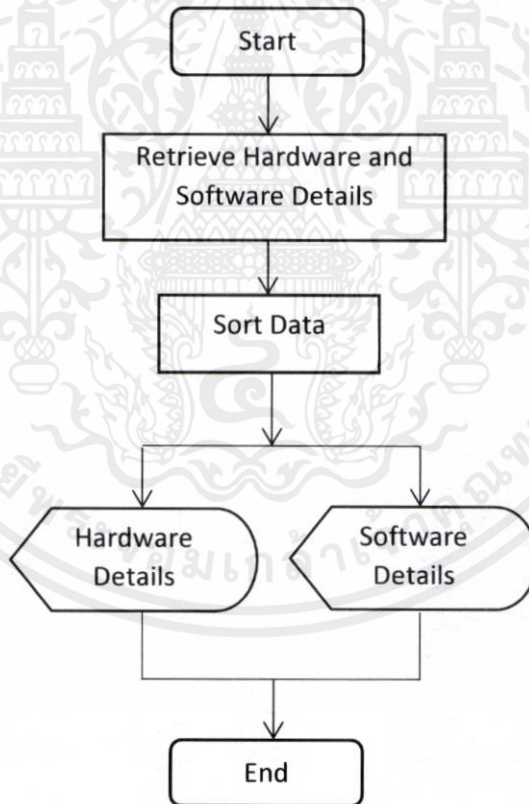 Start
Retrieve Hardware and
Software Details
Sort Data
Hardware
Details
Software
Details
End